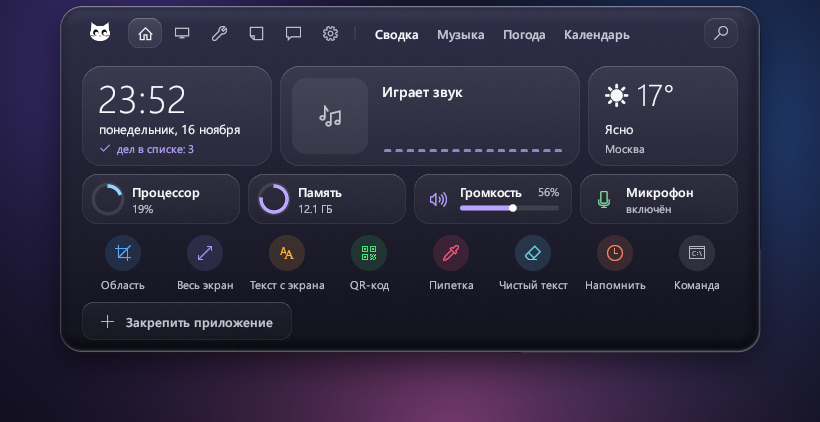 Сводка Музыка Погода Календарь
23:52
понедельник, 16 ноября
дел в списке: 3
Играет звук
17°
Ясно
Москва
Процессор
19%
Память
12.1 ГБ
Громкость 56%
Микрофон
включён
Область
Весь экран
AA
Текст с экрана
QR-код
Пипетка
Чистый текст
Напомнить
C:\
Команда
Закрепить приложение